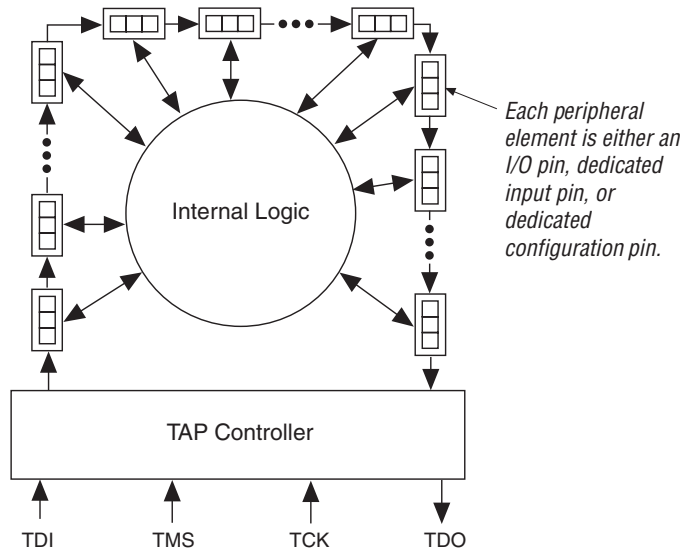 Each peripheral
element is either an
I/O pin, dedicated
input pin, or
dedicated
configuration pin.
Internal Logic
TAP Controller
TDI
TMS
TCK
TDO